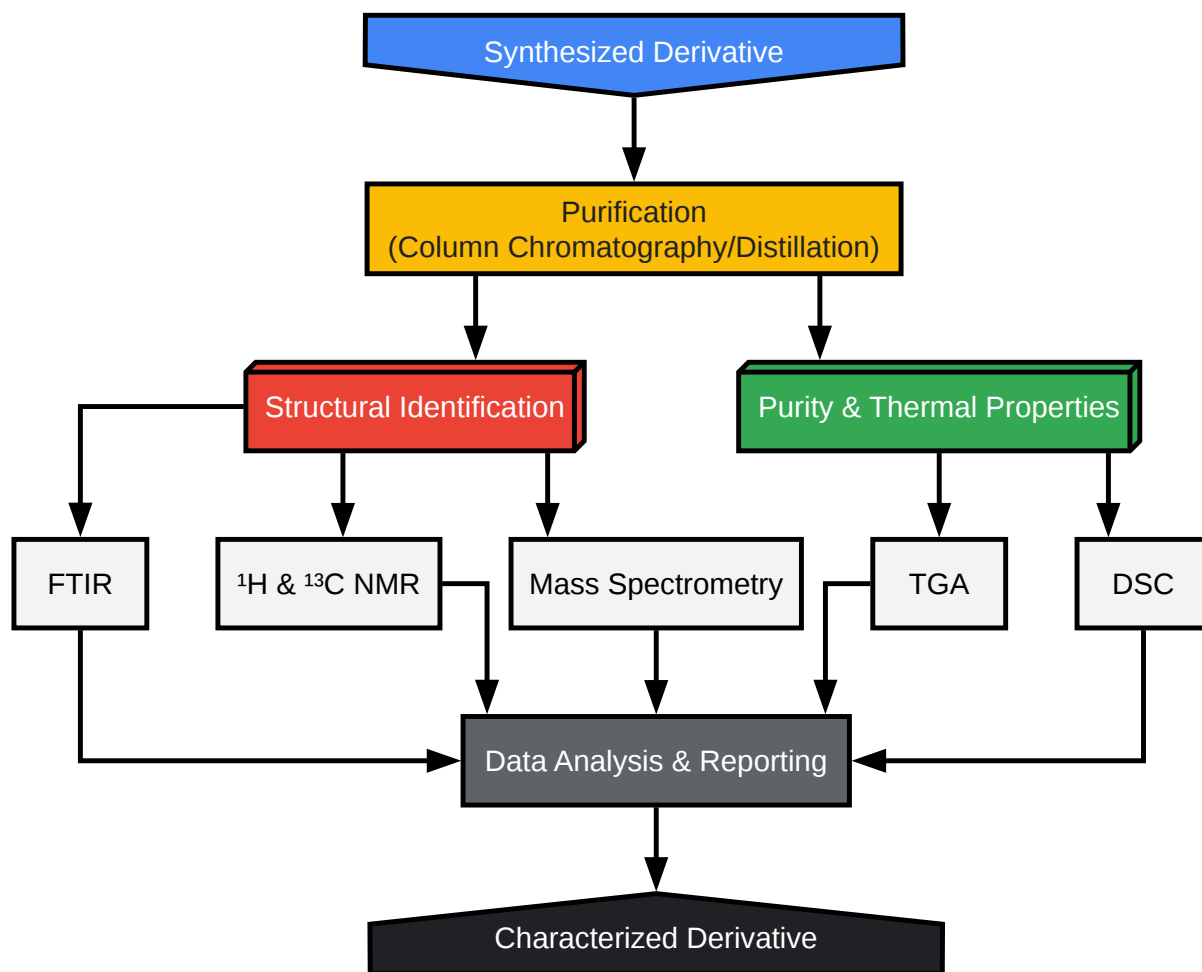 Synthesized Derivative
Purification
(Column Chromatography/Distillation)
Structural Identification
Purity & Thermal Properties
FTIR
¹H & ¹³C NMR
Mass Spectrometry
TGA
DSC
Data Analysis & Reporting
Characterized Derivative